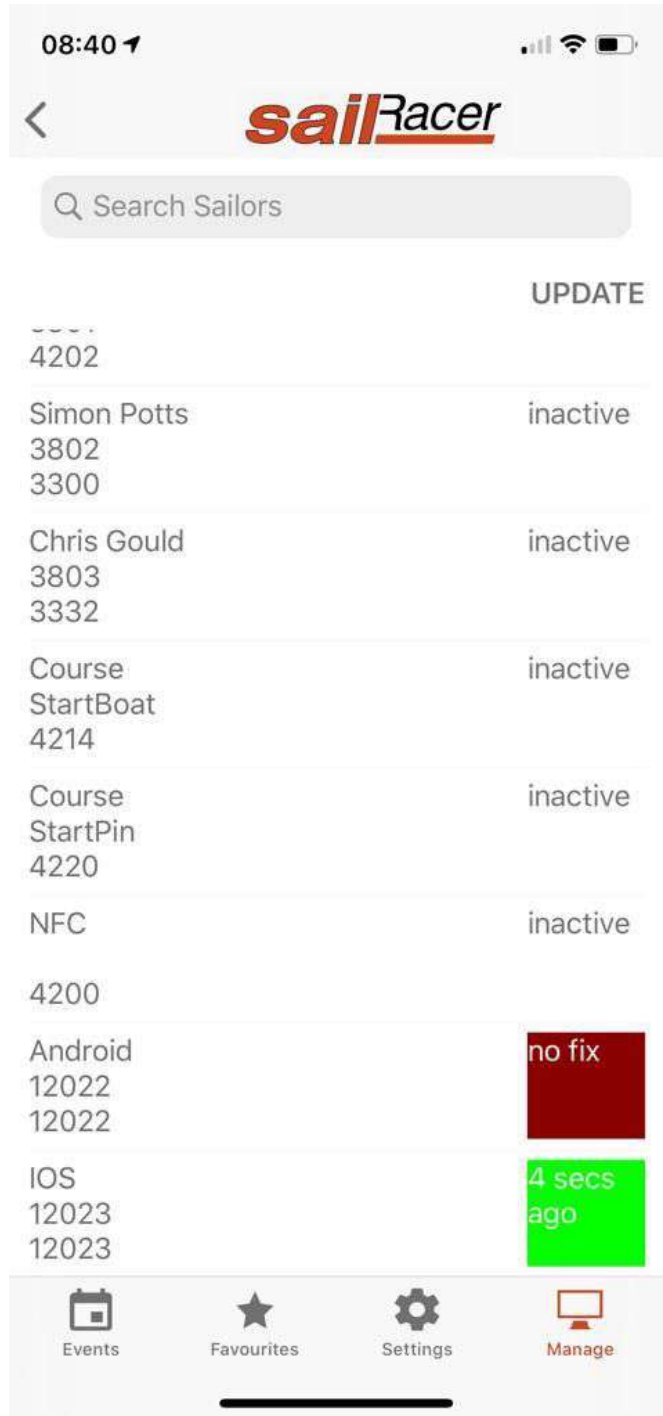 08:40
sailRacer
Search Sailors
UPDATE
4202
Simon Potts inactive
3802
3300
Chris Gould inactive
3803
3332
Course inactive
StartBoat
4214
Course inactive
StartPin
4220
NFC inactive
4200
Android no fix
12022
12022
IOS 4 secs
12023 ago
12023
Events Favourites Settings Manage